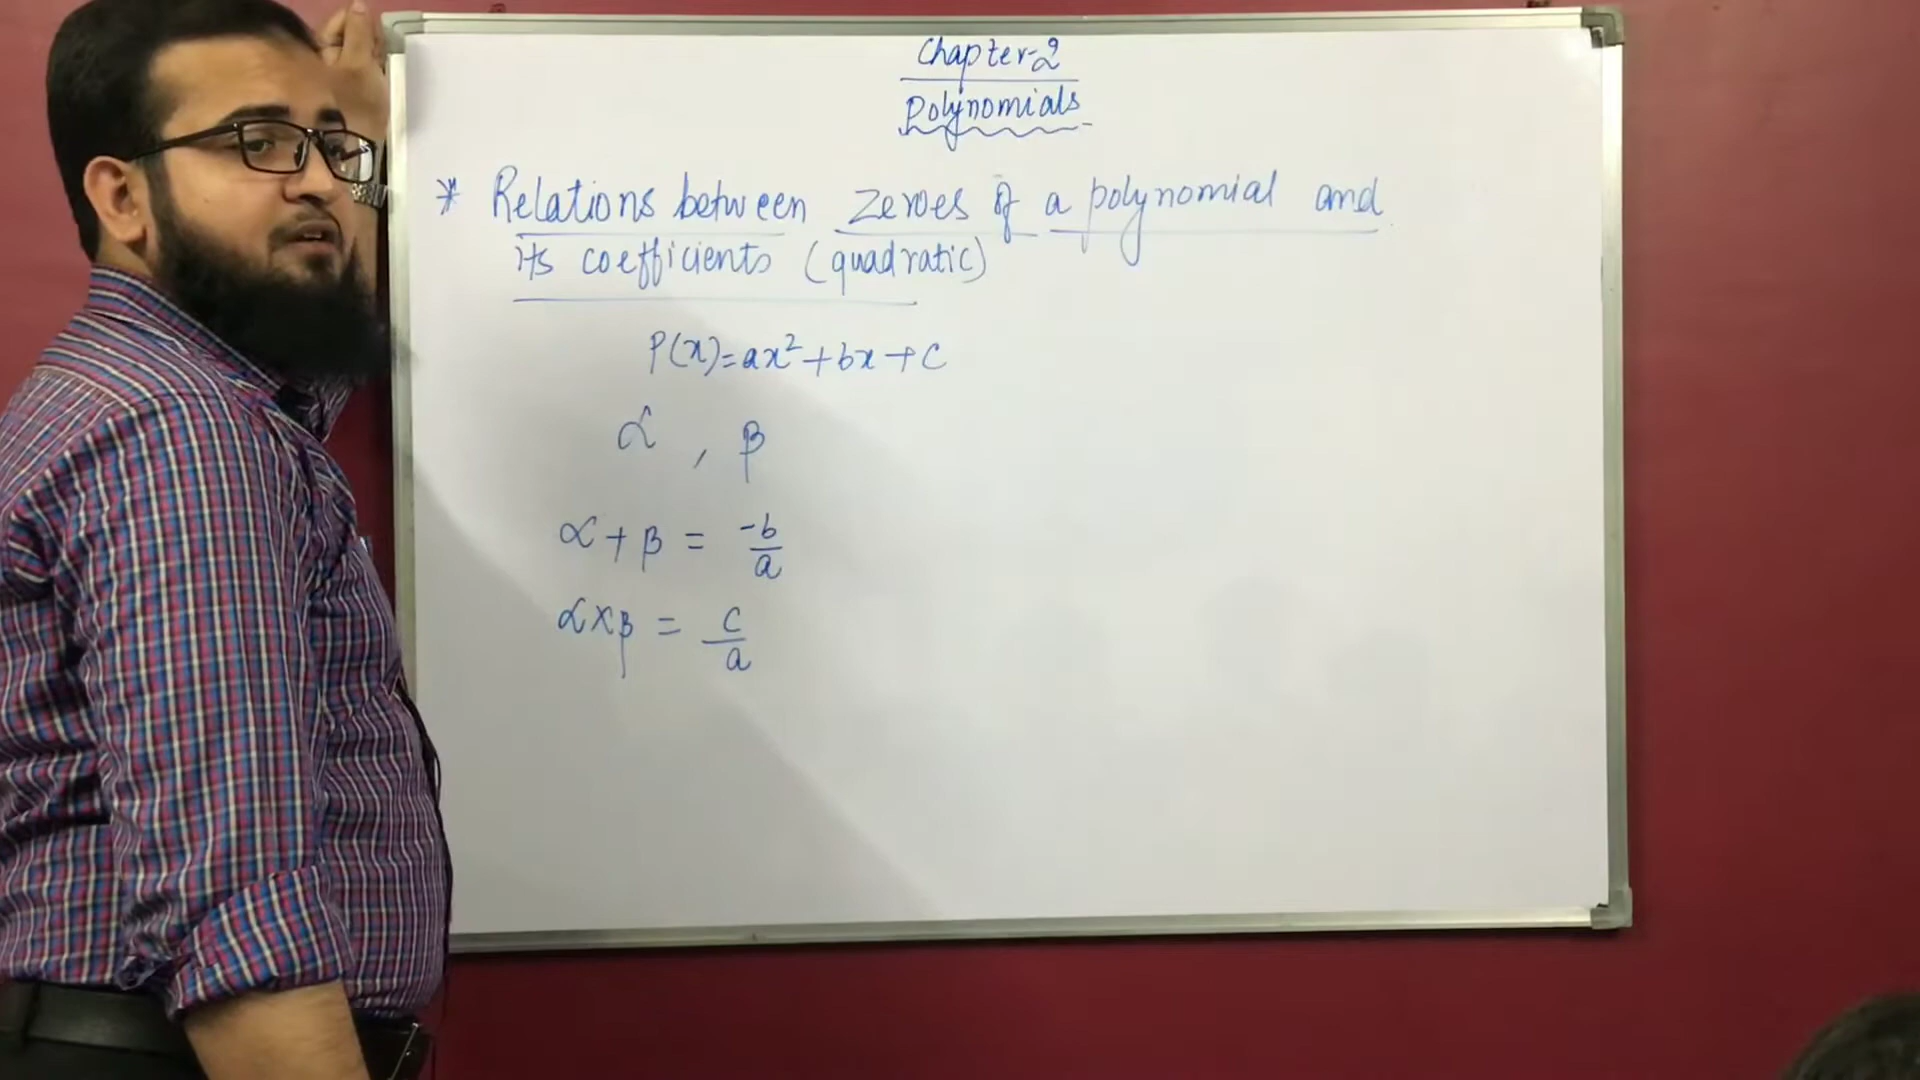 Chapter-2
Polynomials
* Relations between zeroes of a polynomial and
its coefficients (quadratic)
P(x)=ax²+bx+c
α , β
α+β = -b/a
α×β = c/a